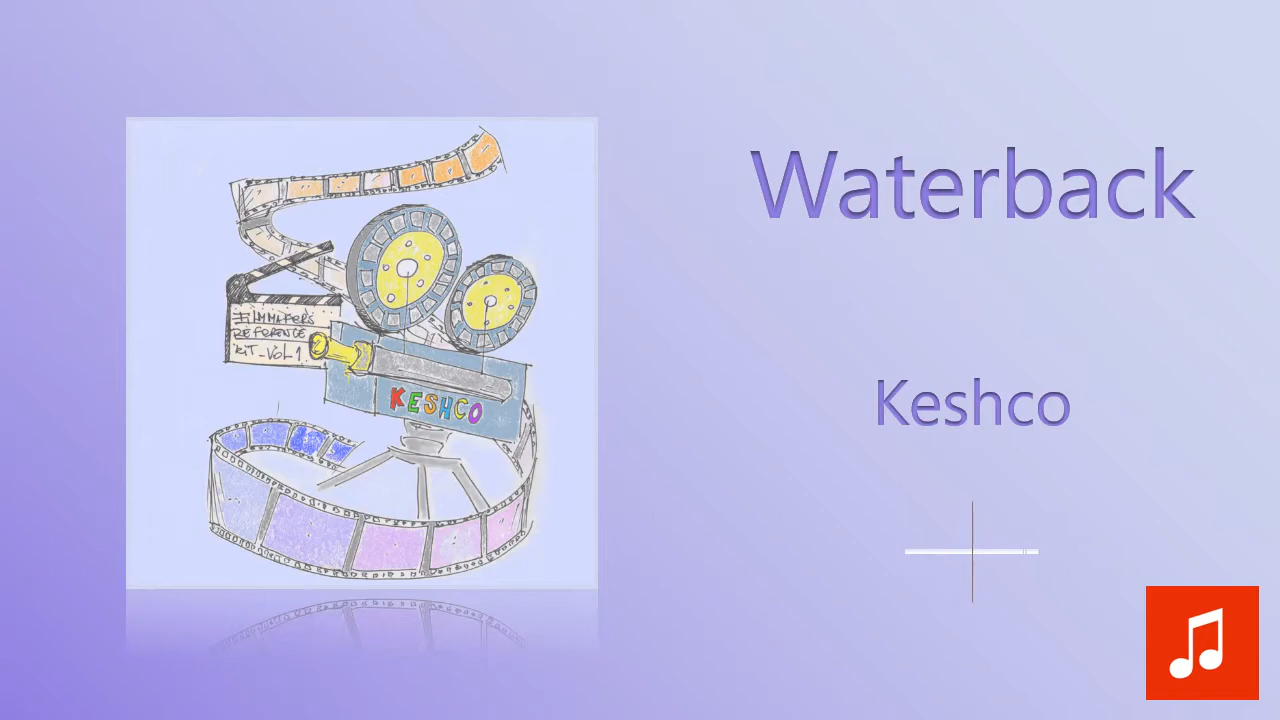 Waterback
Keshco
FILMMAKERS
REFERENCE
KIT_VOL 1
KESHCO